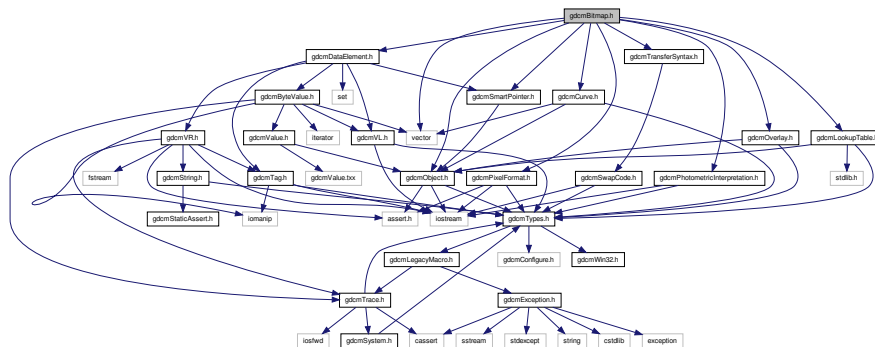 gdcmBitmap.h
gdcmDataElement.h
gdcmTransferSyntax.h
gdcmByteValue.h
set
gdcmSmartPointer.h
gdcmCurve.h
gdcmVR.h
gdcmValue.h
iterator
gdcmVL.h
vector
gdcmOverlay.h
gdcmLookupTable.h
fstream
gdcmString.h
gdcmTag.h
gdcmValue.txx
gdcmObject.h
gdcmPixelFormat.h
gdcmSwapCode.h
gdcmPhotometricInterpretation.h
stdlib.h
gdcmStaticAssert.h
iomanip
assert.h
iostream
gdcmTypes.h
gdcmLegacyMacro.h
gdcmConfigure.h
gdcmWin32.h
gdcmTrace.h
gdcmException.h
iosfwd
gdcmSystem.h
cassert
sstream
stdexcept
string
cstdlib
exception